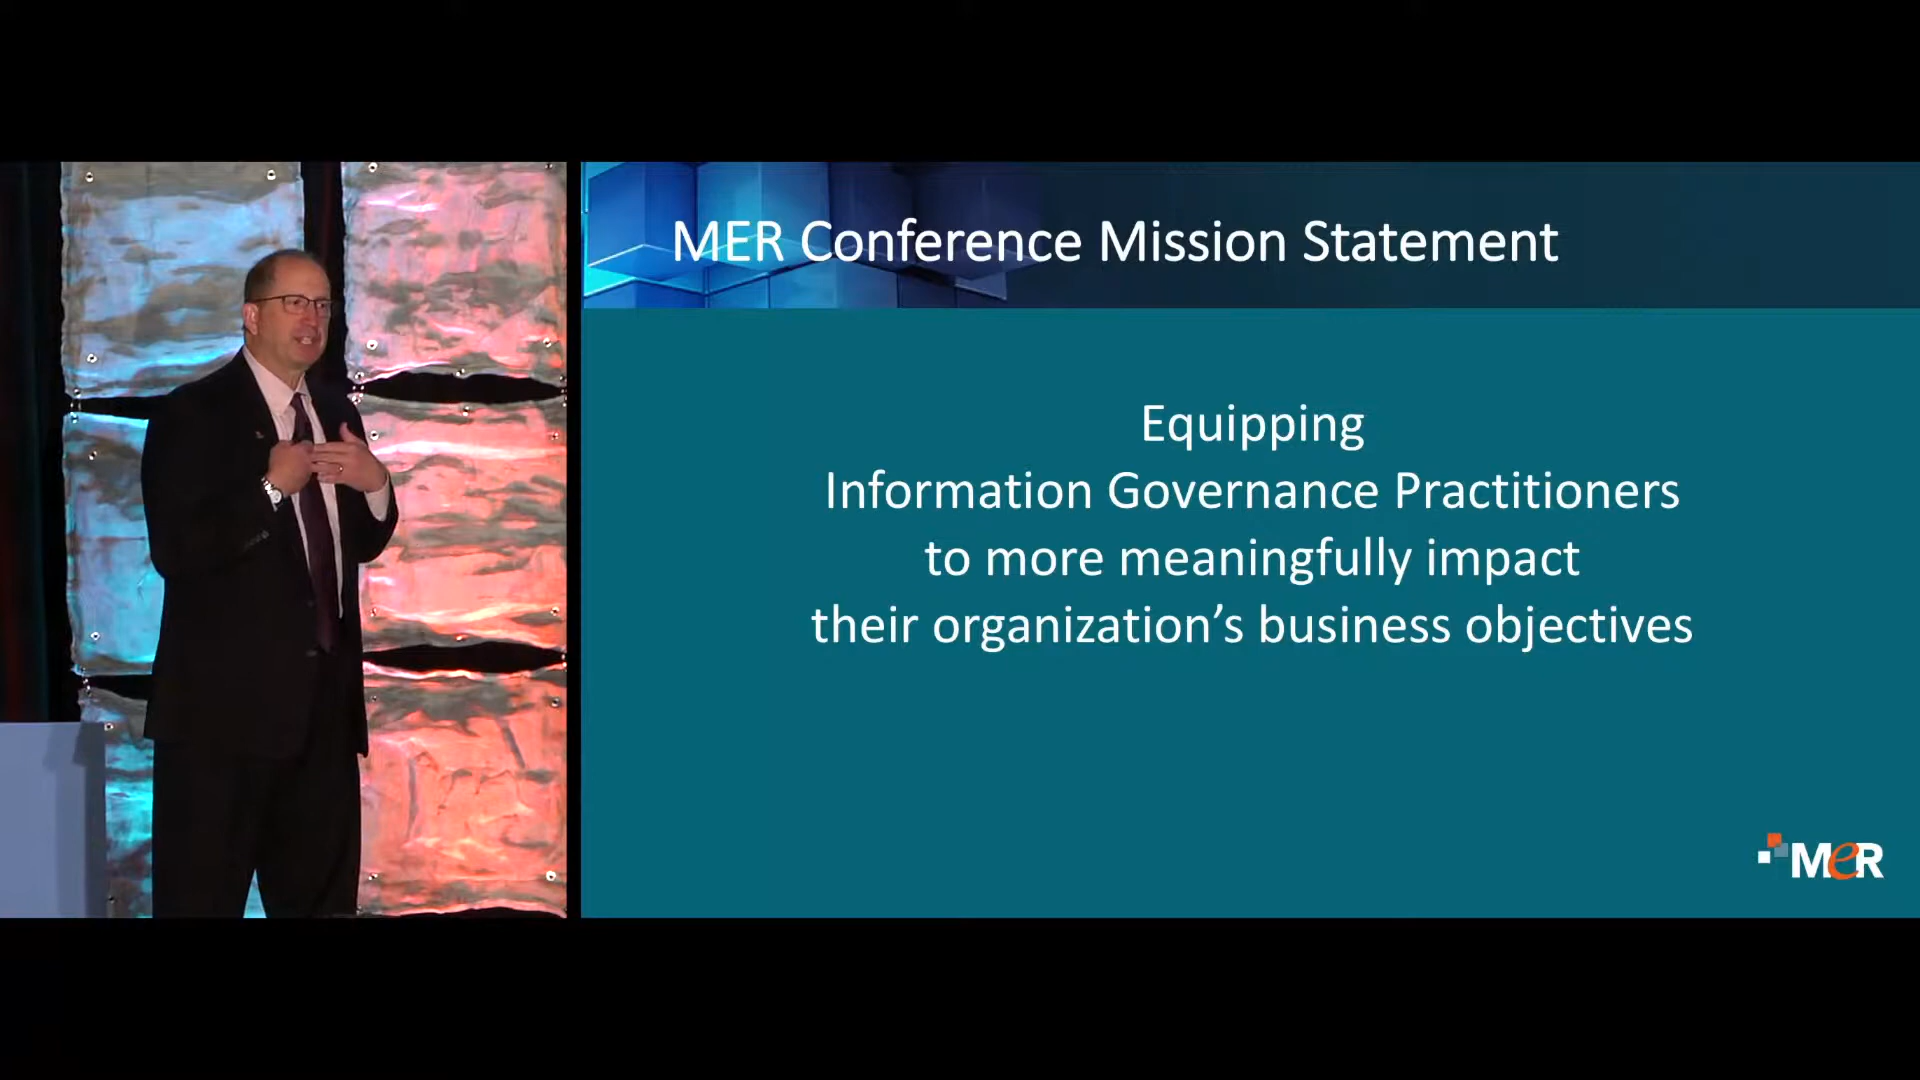 MER Conference Mission Statement
Equipping
Information Governance Practitioners
to more meaningfully impact
their organization’s business objectives
MeR